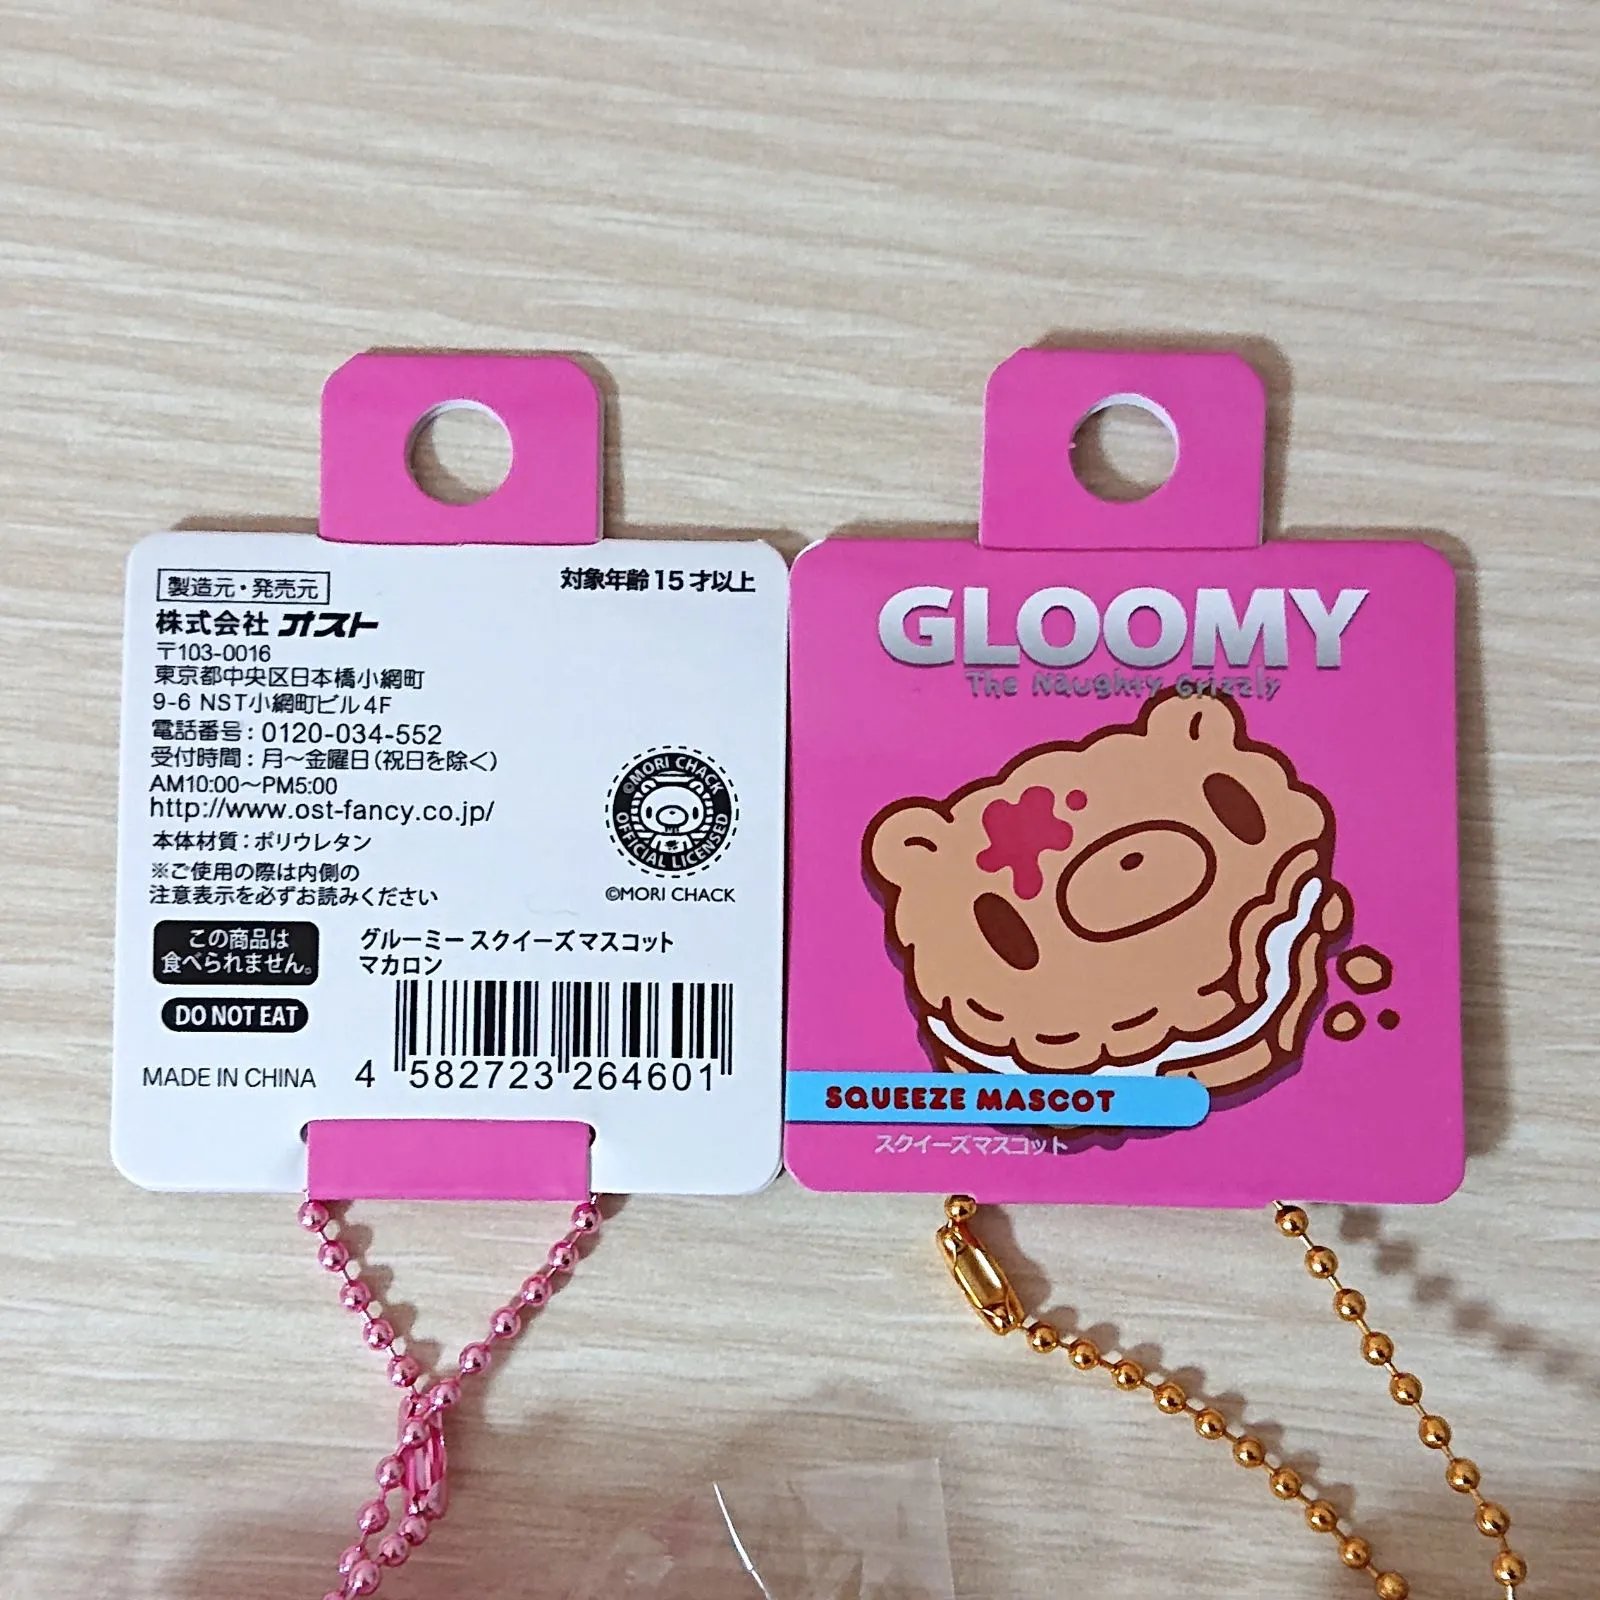 製造元・発売元
対象年齢15才以上
株式会社 オスト
〒103-0016
東京都中央区日本橋小網町
9-6 NST小網町ビル4F
電話番号:0120-034-552
受付時間:月〜金曜日(祝日を除く)
AM10:00〜PM5:00
http://www.ost-fancy.co.jp/
本体材質:ポリウレタン
※ご使用の際は内側の
注意表示を必ずお読みください
©MORI CHACK
OFFICIAL LICENSED
©MORI CHACK
この商品は
食べられません。
DO NOT EAT
グルーミー スクイーズマスコット
マカロン
MADE IN CHINA
4 582723 264601
GLOOMY
The Naughty Grizzly
SQUEEZE MASCOT
スクイーズマスコット